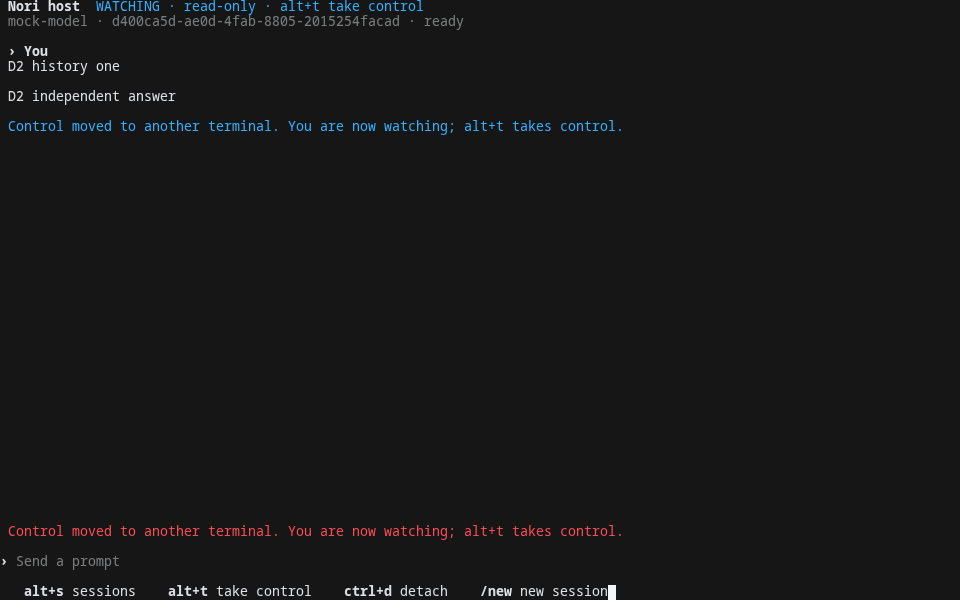 Nori host  WATCHING · read-only · alt+t take control
mock-model · d400ca5d-ae0d-4fab-8805-2015254facad · ready
› You
D2 history one
D2 independent answer
Control moved to another terminal. You are now watching; alt+t takes control.
Control moved to another terminal. You are now watching; alt+t takes control.
› Send a prompt
alt+s sessions    alt+t take control    ctrl+d detach    /new new session